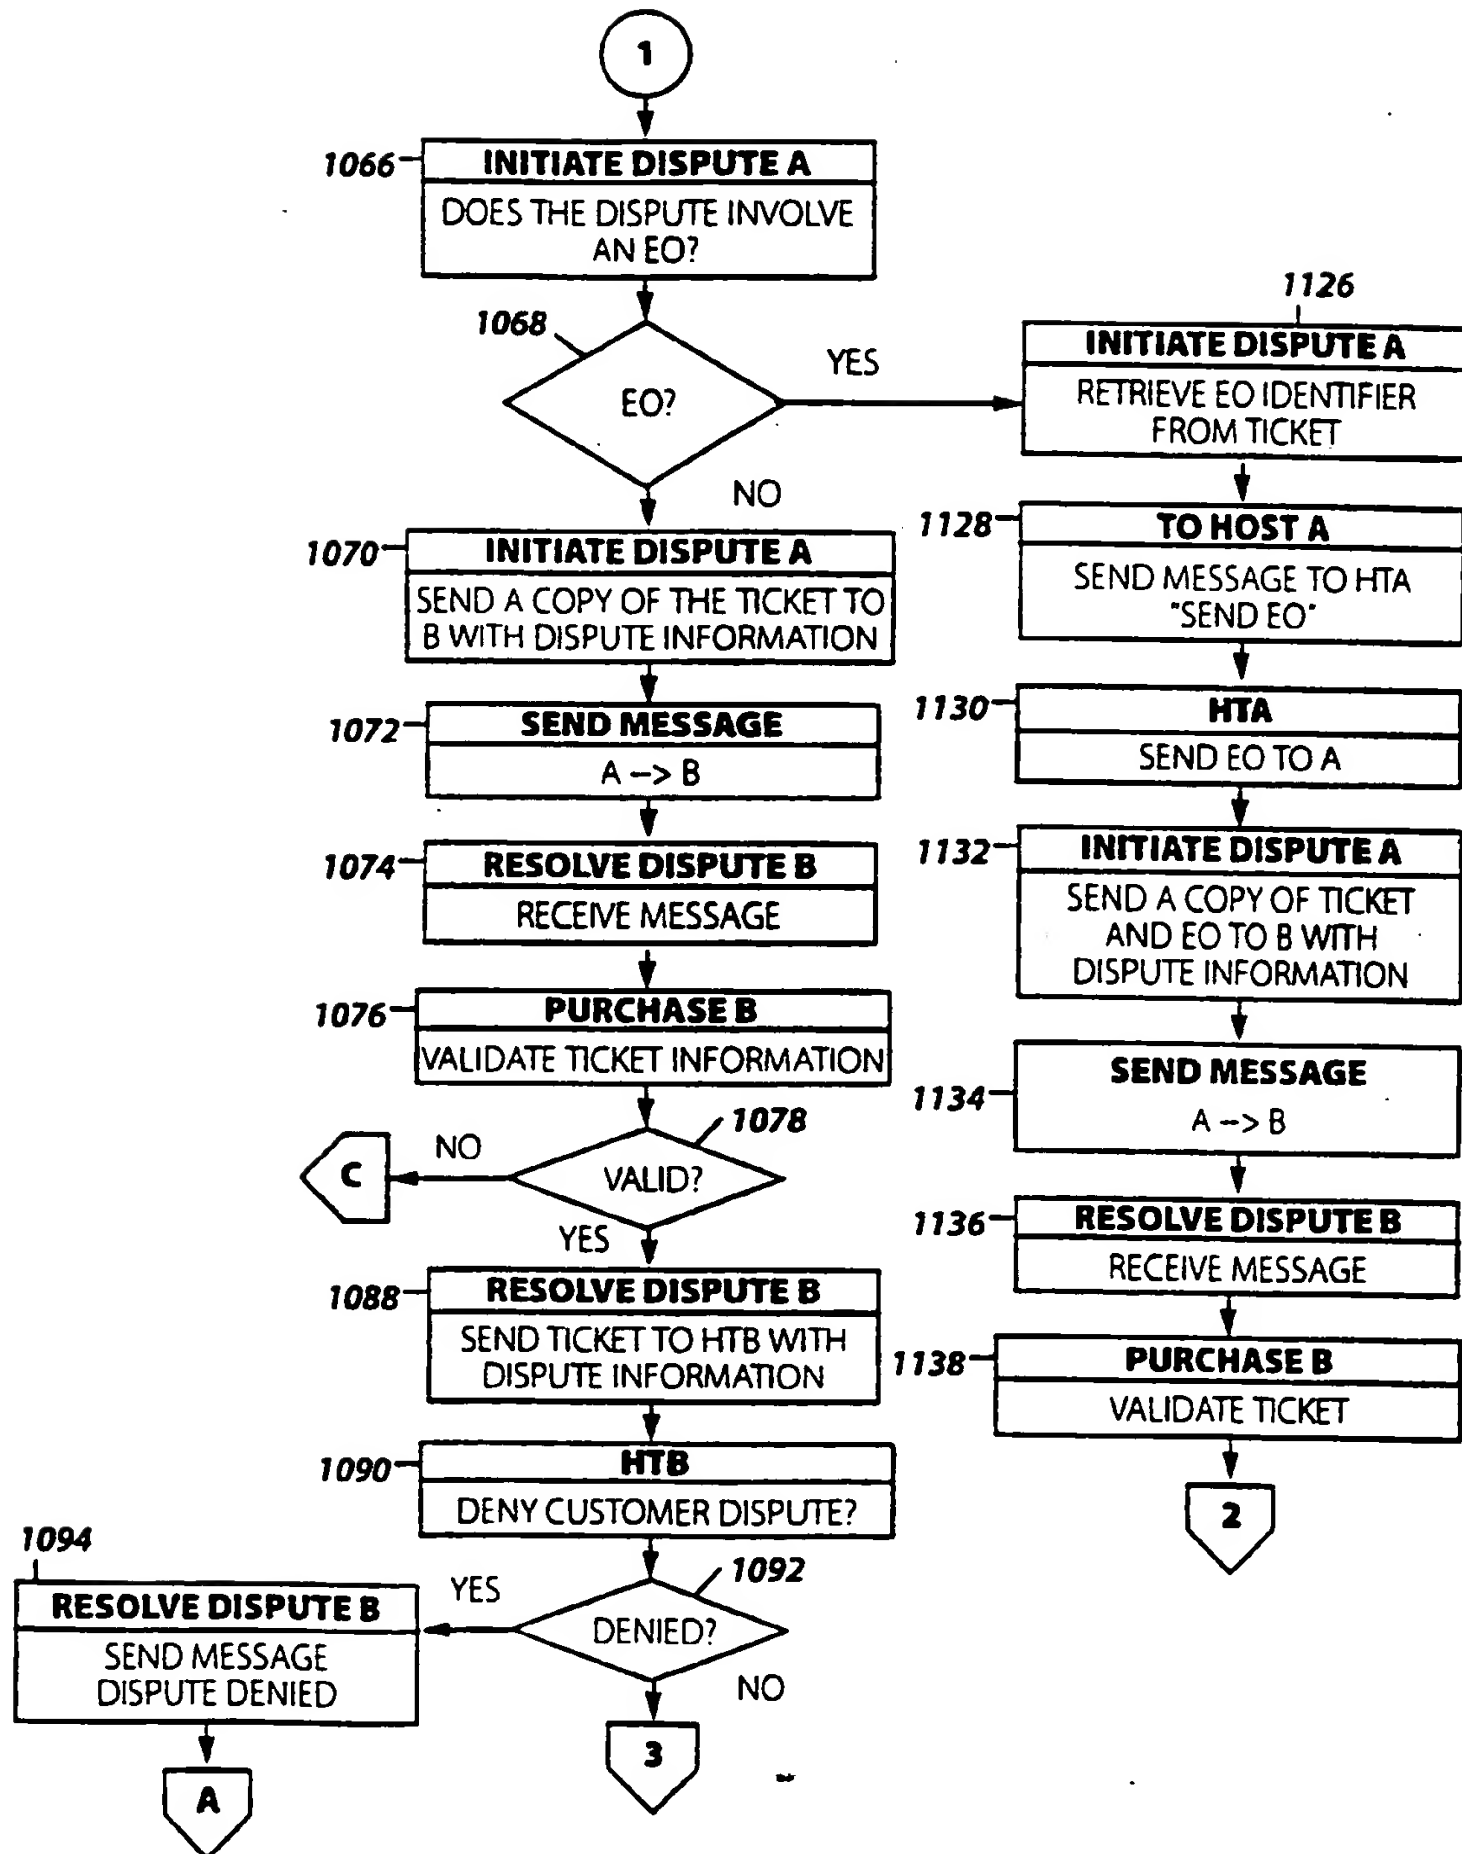 1
1066
INITIATE DISPUTE A
DOES THE DISPUTE INVOLVE
AN EO?
1068
EO?
YES
NO
1070
INITIATE DISPUTE A
SEND A COPY OF THE TICKET TO
B WITH DISPUTE INFORMATION
1072
SEND MESSAGE
A --> B
1074
RESOLVE DISPUTE B
RECEIVE MESSAGE
1076
PURCHASE B
VALIDATE TICKET INFORMATION
1078
VALID?
NO
C
YES
1088
RESOLVE DISPUTE B
SEND TICKET TO HTB WITH
DISPUTE INFORMATION
1090
HTB
DENY CUSTOMER DISPUTE?
1092
DENIED?
YES
NO
1094
RESOLVE DISPUTE B
SEND MESSAGE
DISPUTE DENIED
A
3
1126
INITIATE DISPUTE A
RETRIEVE EO IDENTIFIER
FROM TICKET
1128
TO HOST A
SEND MESSAGE TO HTA
"SEND EO"
1130
HTA
SEND EO TO A
1132
INITIATE DISPUTE A
SEND A COPY OF TICKET
AND EO TO B WITH
DISPUTE INFORMATION
1134
SEND MESSAGE
A --> B
1136
RESOLVE DISPUTE B
RECEIVE MESSAGE
1138
PURCHASE B
VALIDATE TICKET
2